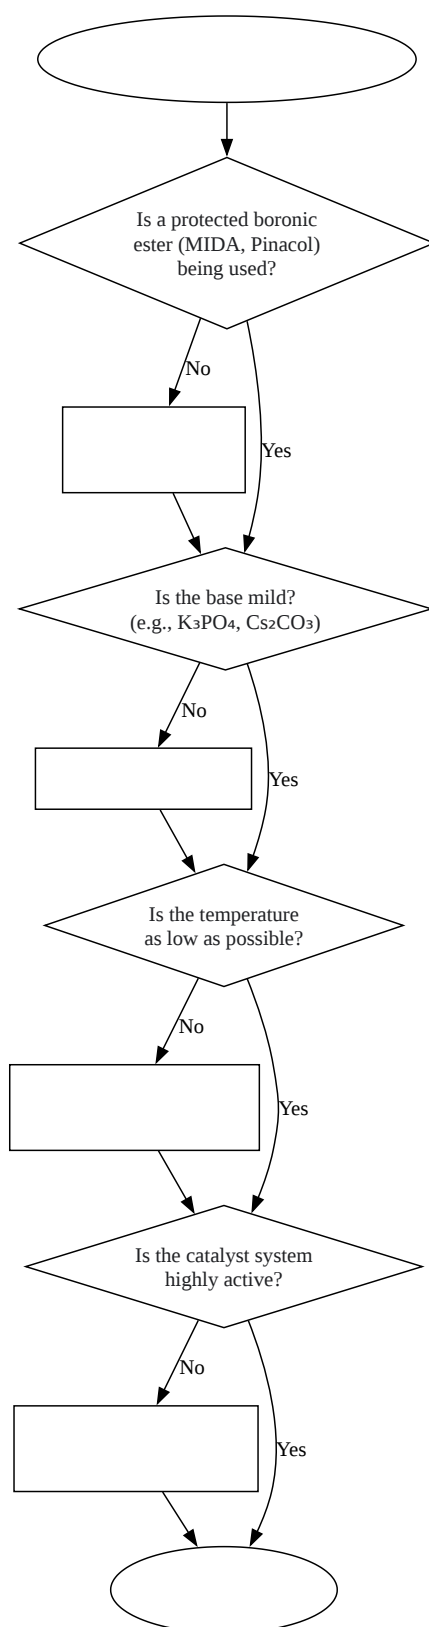 Is a protected boronic
ester (MIDA, Pinacol)
being used?
No
Yes
Is the base mild?
(e.g., K₃PO₄, Cs₂CO₃)
No
Yes
Is the temperature
as low as possible?
No
Yes
Is the catalyst system
highly active?
No
Yes